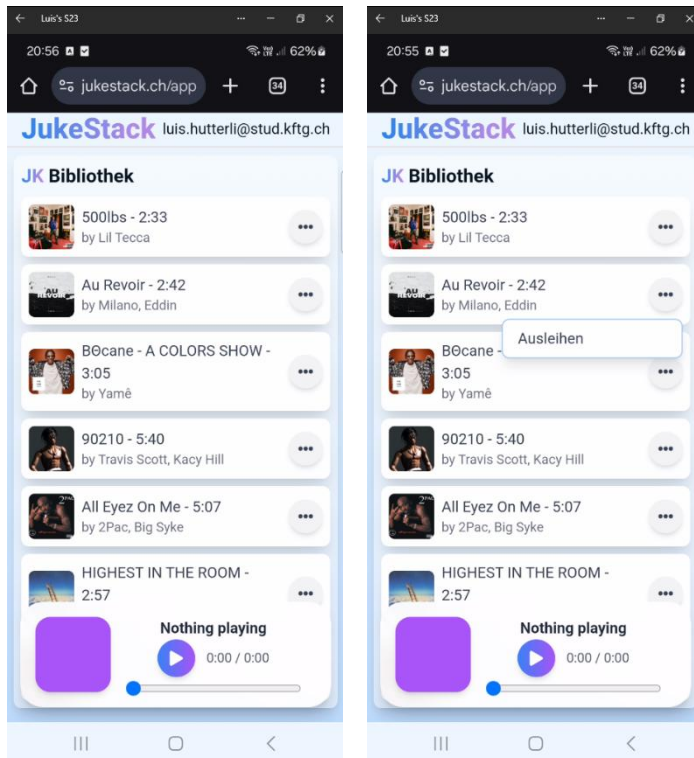 Luis's S23
20:56 62%
jukestack.ch/app 34
JukeStack luis.hutterli@stud.kftg.ch
JK Bibliothek
500lbs - 2:33
by Lil Tecca
Au Revoir - 2:42
by Milano, Eddin
BΘcane - A COLORS SHOW -
3:05
by Yamê
90210 - 5:40
by Travis Scott, Kacy Hill
All Eyez On Me - 5:07
by 2Pac, Big Syke
HIGHEST IN THE ROOM -
2:57
Nothing playing
0:00 / 0:00
Luis's S23
20:55 62%
jukestack.ch/app 34
JukeStack luis.hutterli@stud.kftg.ch
JK Bibliothek
500lbs - 2:33
by Lil Tecca
Au Revoir - 2:42
by Milano, Eddin
Ausleihen
BΘcane -
3:05
by Yamê
90210 - 5:40
by Travis Scott, Kacy Hill
All Eyez On Me - 5:07
by 2Pac, Big Syke
HIGHEST IN THE ROOM -
2:57
Nothing playing
0:00 / 0:00